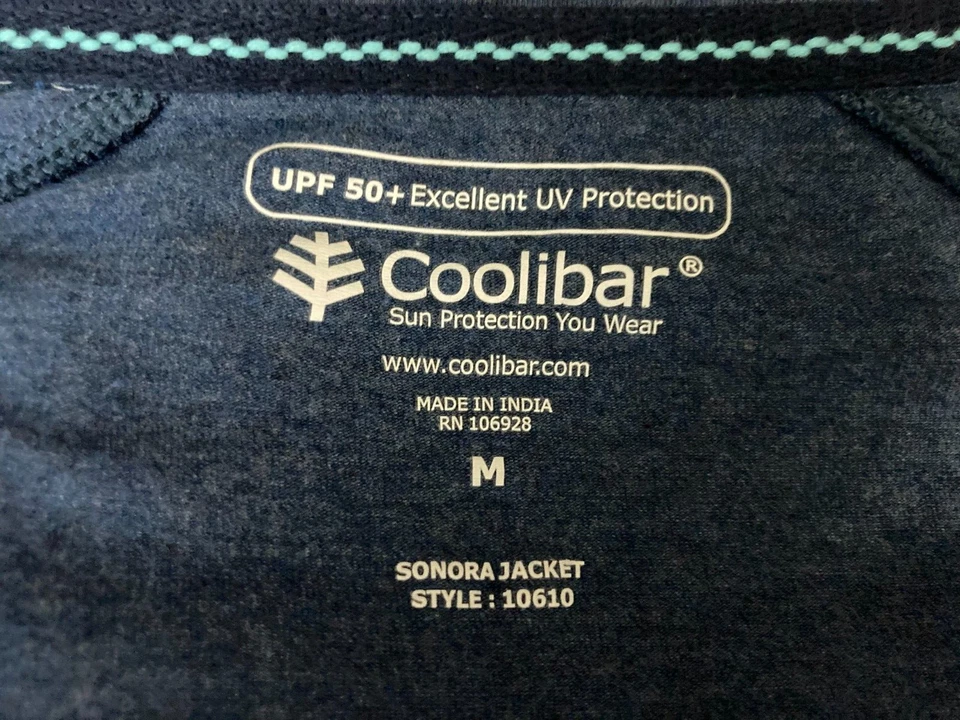 UPF 50+ Excellent UV Protection
Coolibar®
Sun Protection You Wear
www.coolibar.com
MADE IN INDIA
RN 106928
M
SONORA JACKET
STYLE : 10610